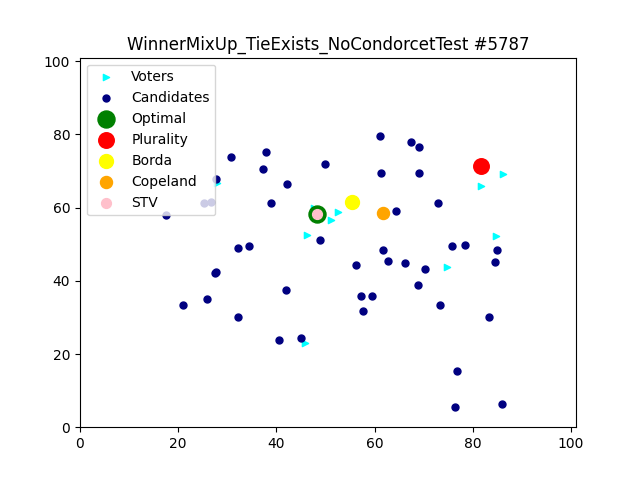 WinnerMixUp_TieExists_NoCondorcetTest #5787
Voters
Candidates
Optimal
Plurality
Borda
Copeland
STV
100
80
60
40
20
0
0 20 40 60 80 100